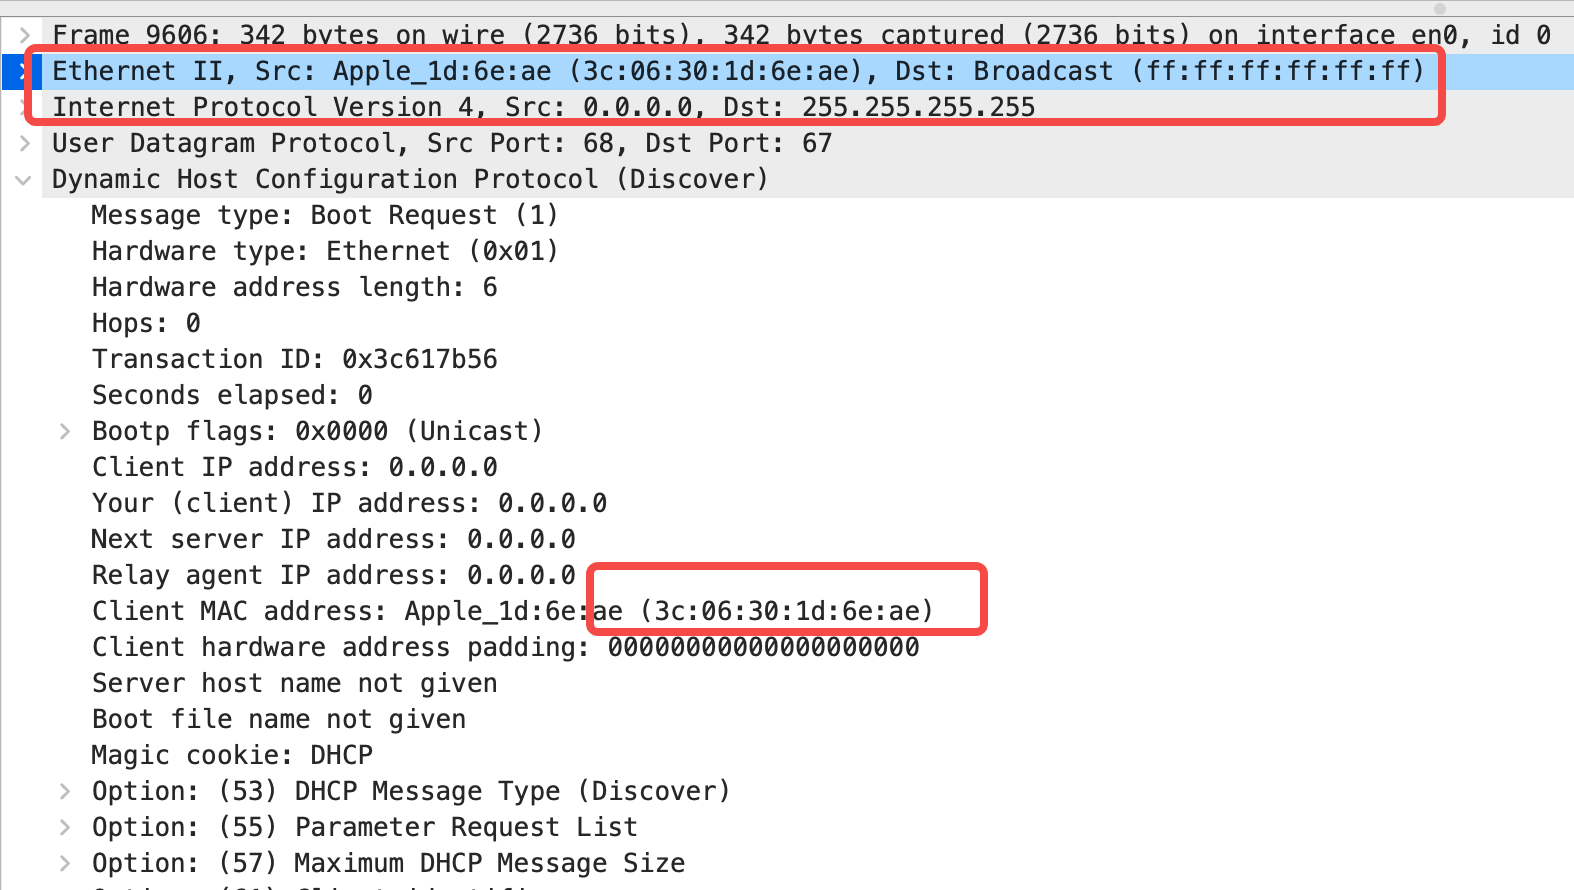 Frame 9606: 342 bytes on wire (2736 bits), 342 bytes captured (2736 bits) on interface en0, id 0
Ethernet II, Src: Apple_1d:6e:ae (3c:06:30:1d:6e:ae), Dst: Broadcast (ff:ff:ff:ff:ff:ff)
Internet Protocol Version 4, Src: 0.0.0.0, Dst: 255.255.255.255
User Datagram Protocol, Src Port: 68, Dst Port: 67
Dynamic Host Configuration Protocol (Discover)
Message type: Boot Request (1)
Hardware type: Ethernet (0x01)
Hardware address length: 6
Hops: 0
Transaction ID: 0x3c617b56
Seconds elapsed: 0
Bootp flags: 0x0000 (Unicast)
Client IP address: 0.0.0.0
Your (client) IP address: 0.0.0.0
Next server IP address: 0.0.0.0
Relay agent IP address: 0.0.0.0
Client MAC address: Apple_1d:6e:ae (3c:06:30:1d:6e:ae)
Client hardware address padding: 00000000000000000000
Server host name not given
Boot file name not given
Magic cookie: DHCP
Option: (53) DHCP Message Type (Discover)
Option: (55) Parameter Request List
Option: (57) Maximum DHCP Message Size